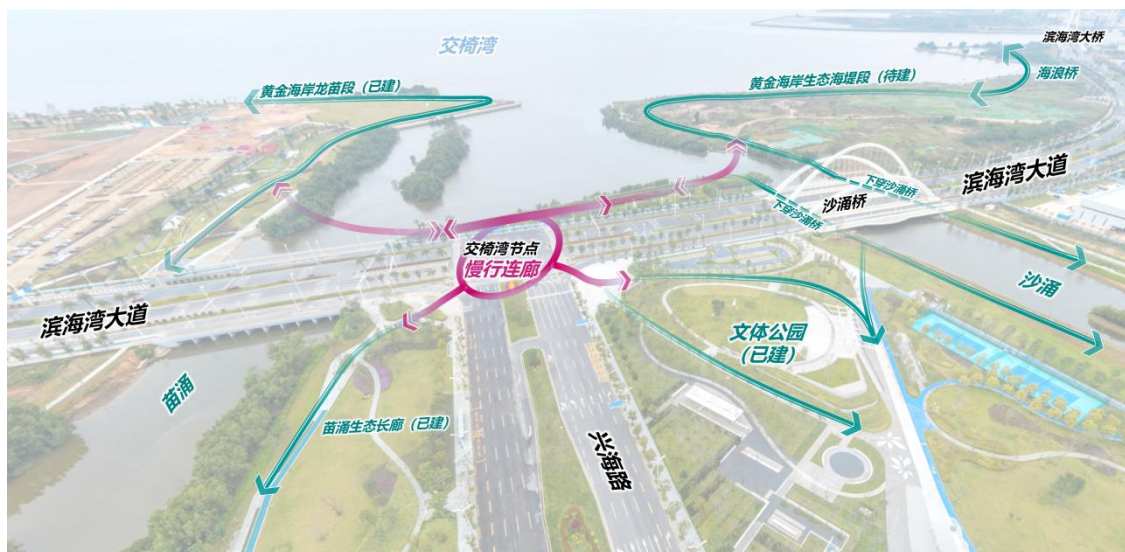 交椅湾
滨海湾大桥
黄金海岸龙苗段（已建）
黄金海岸生态海堤段（待建）
海浪桥
滨海湾大道
下穿沙涌桥
沙涌桥
下穿沙涌桥
交椅湾节点
慢行连廊
沙涌
滨海湾大道
文体公园
（已建）
苗涌
苗涌生态长廊（已建）
兴海路